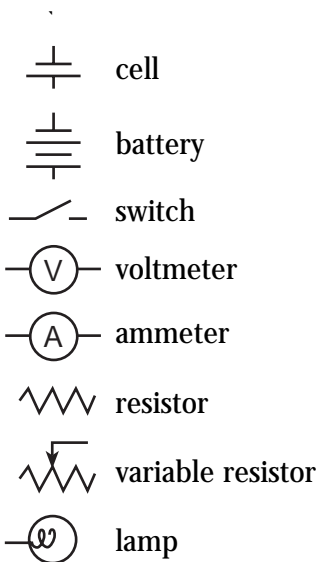 cell
battery
switch
V voltmeter
A ammeter
resistor
variable resistor
lamp